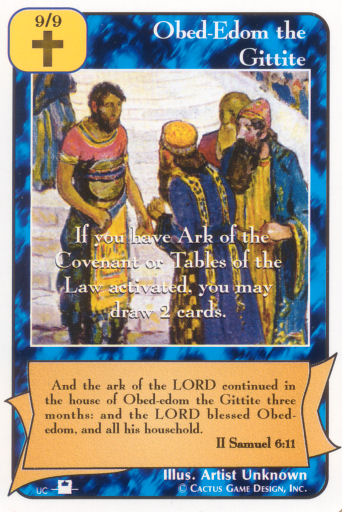 9/9
Obed-Edom the
Gittite
If you have Ark of the
Covenant or Tables of the
Law activated, you may
draw 2 cards.
And the ark of the LORD continued in
the house of Obed-edom the Gittite three
months: and the LORD blessed Obed-
edom, and all his household.
II Samuel 6:11
Illus. Artist Unknown
UC
© CACTUS GAME DESIGN, INC.